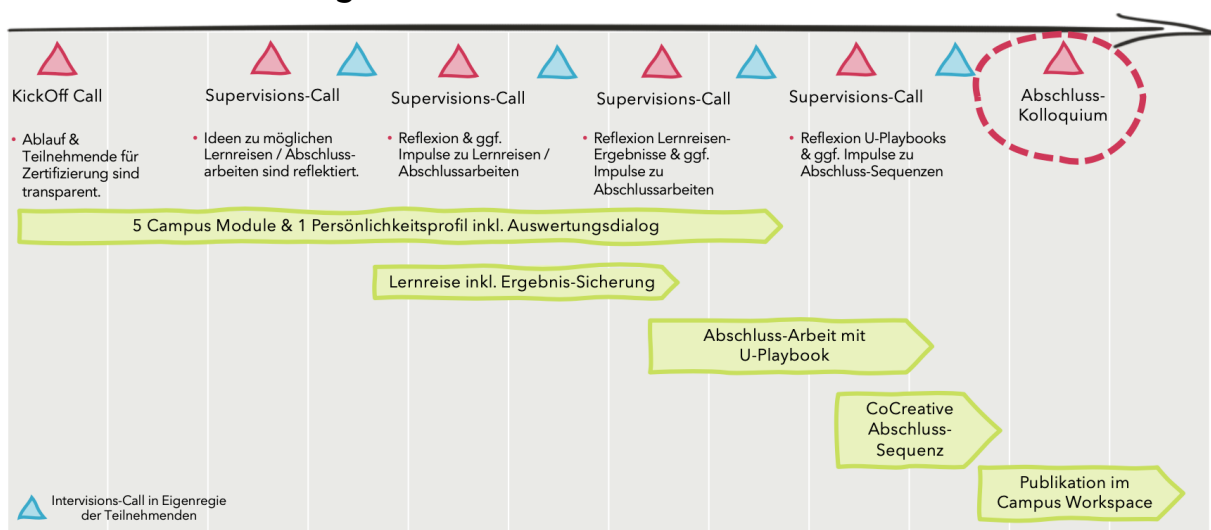 KickOff Call
Supervisions-Call
Supervisions-Call
Supervisions-Call
Supervisions-Call
Abschluss-
Kolloquium
• Ablauf &
Teilnehmende für
Zertifizierung sind
transparent.
• Ideen zu möglichen
Lernreisen / Abschluss-
arbeiten sind reflektiert.
• Reflexion & ggf.
Impulse zu Lernreisen /
Abschlussarbeiten
• Reflexion Lernreisen-
Ergebnisse & ggf.
Impulse zu
Abschlussarbeiten
• Reflexion U-Playbooks
& ggf. Impulse zu
Abschluss-Sequenzen
5 Campus Module & 1 Persönlichkeitsprofil inkl. Auswertungsdialog
Lernreise inkl. Ergebnis-Sicherung
Abschluss-Arbeit mit
U-Playbook
CoCreative
Abschluss-
Sequenz
Publikation im
Campus Workspace
Intervisions-Call in Eigenregie
der Teilnehmenden